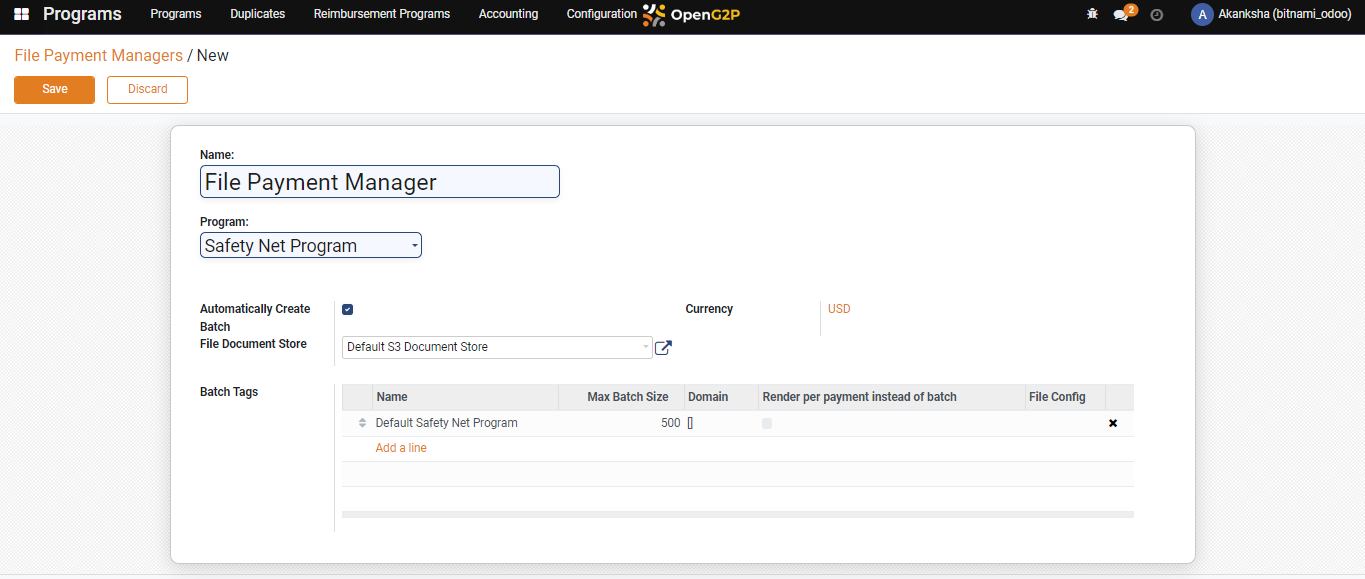 Programs Programs Duplicates Reimbursement Programs Accounting Configuration OpenG2P 2 A Akanksha (bitnami_odoo)
File Payment Managers / New
Save Discard
Name:
File Payment Manager
Program:
Safety Net Program
Automatically Create Batch
Currency USD
File Document Store Default S3 Document Store
Batch Tags
Name Max Batch Size Domain Render per payment instead of batch File Config
Default Safety Net Program 500 []
Add a line